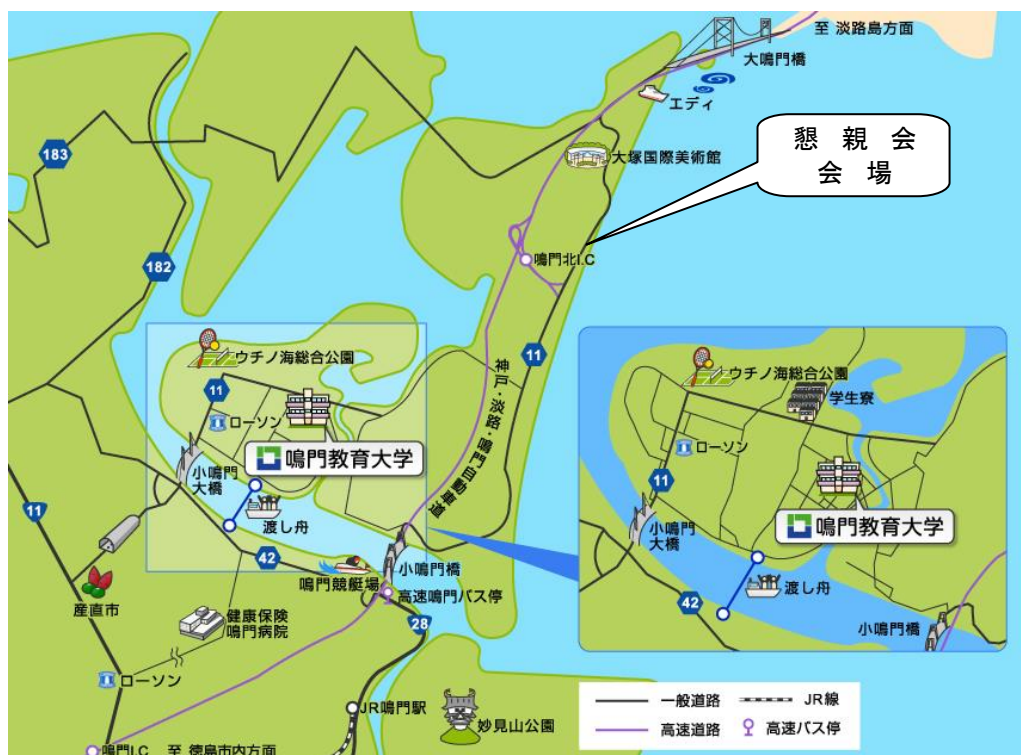 至 淡路島方面
大鳴門橋
エディ
懇 親 会
会 場
大塚国際美術館
183
鳴門北I.C
182
11
神戸・淡路・鳴門自動車道
ウチノ海総合公園
11
ローソン
鳴門教育大学
小鳴門
大橋
渡し舟
11
42
鳴門競艇場
小鳴門橋
高速鳴門バス停
産直市
健康保険
鳴門病院
28
ローソン
JR鳴門駅
妙見山公園
鳴門I.C 至 徳島市内方面
ウチノ海総合公園
学生寮
ローソン
11
鳴門教育大学
小鳴門
大橋
渡し舟
42
小鳴門橋
一般道路
JR線
高速道路
高速バス停